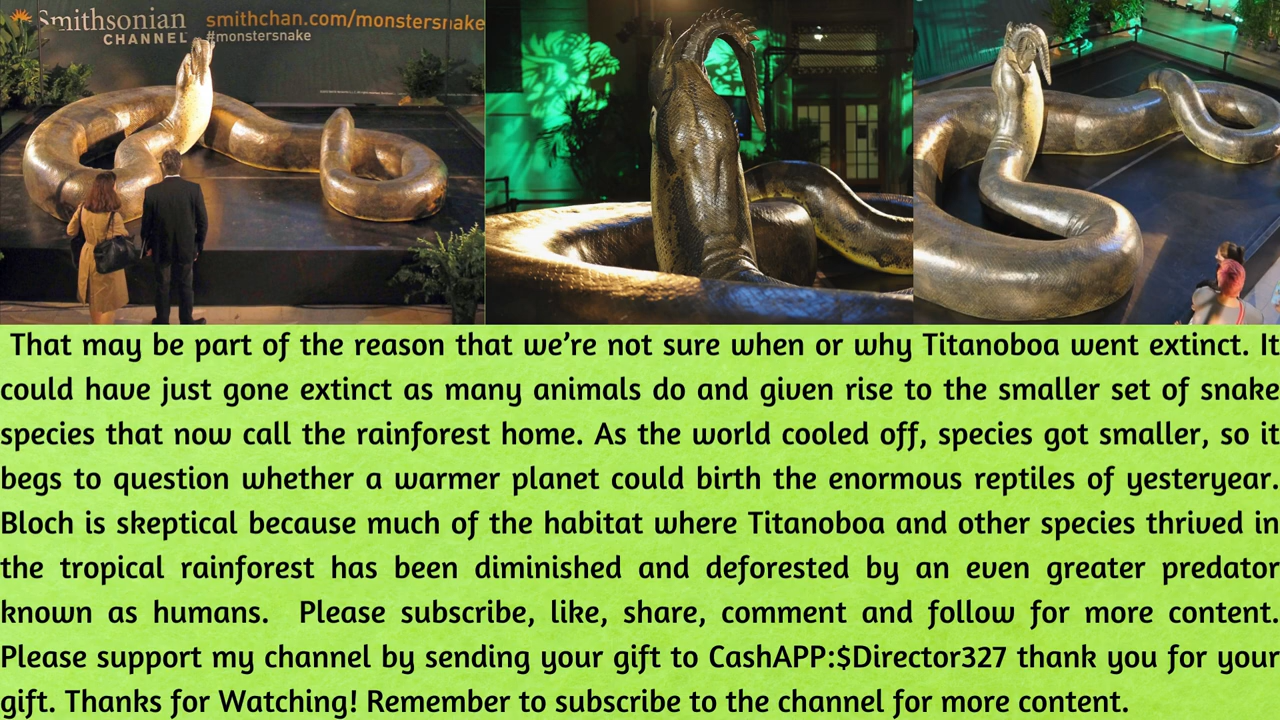 Smithsonian
CHANNEL
smithchan.com/monstersnake
#monstersnake
That may be part of the reason that we’re not sure when or why Titanoboa went extinct. It
could have just gone extinct as many animals do and given rise to the smaller set of snake
species that now call the rainforest home. As the world cooled off, species got smaller, so it
begs to question whether a warmer planet could birth the enormous reptiles of yesteryear.
Bloch is skeptical because much of the habitat where Titanoboa and other species thrived in
the tropical rainforest has been diminished and deforested by an even greater predator
known as humans.  Please subscribe, like, share, comment and follow for more content.
Please support my channel by sending your gift to CashAPP:$Director327 thank you for your
gift. Thanks for Watching! Remember to subscribe to the channel for more content.